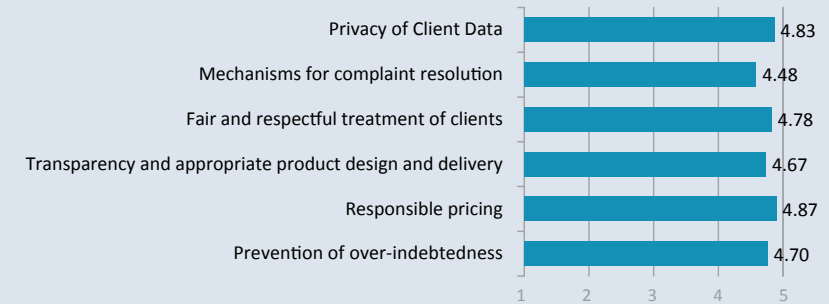 Privacy of Client Data 4.83
Mechanisms for complaint resolution 4.48
Fair and respectful treatment of clients 4.78
Transparency and appropriate product design and delivery 4.67
Responsible pricing 4.87
Prevention of over-indebtedness 4.70
1 2 3 4 5